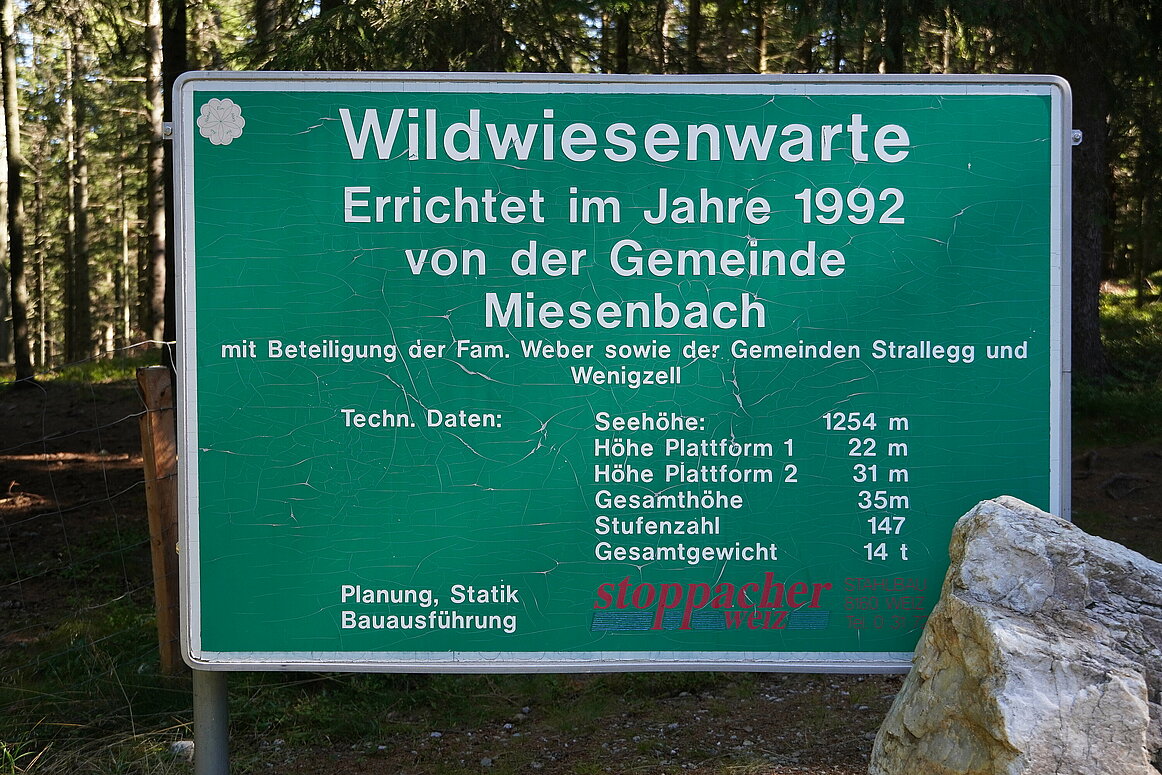 Wildwiesenwarte
Errichtet im Jahre 1992
von der Gemeinde
Miesenbach
mit Beteiligung der Fam. Weber sowie der Gemeinden Strallegg und
Wenigzell
Techn. Daten:
Seehöhe: 1254 m
Höhe Plattform 1 22 m
Höhe Plattform 2 31 m
Gesamthöhe 35m
Stufenzahl 147
Gesamtgewicht 14 t
Planung, Statik
Bauausführung
stoppacher
weiz
STAHLBAU
8160 WEIZ